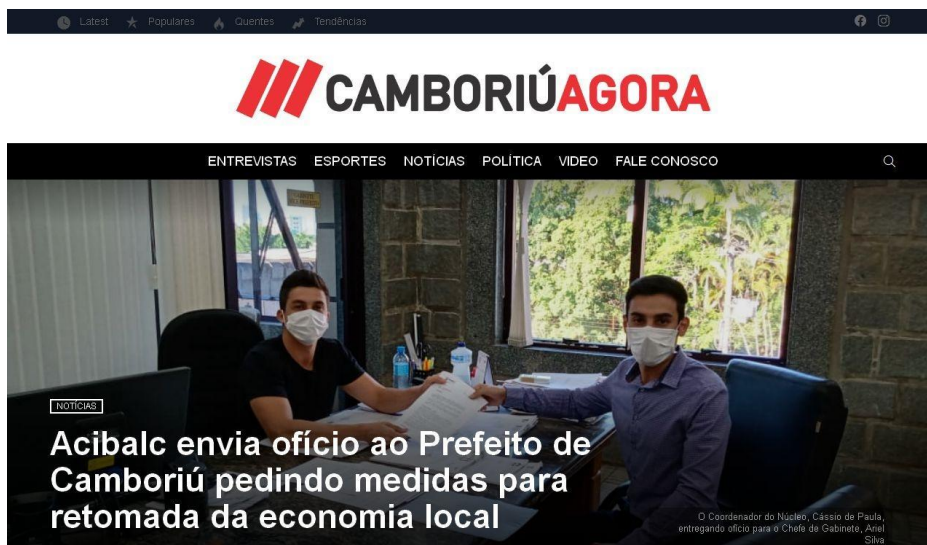 Latest Populares Quentes Tendências
CAMBORIÚAGORA
ENTREVISTAS ESPORTES NOTÍCIAS POLÍTICA VIDEO FALE CONOSCO
NOTÍCIAS
Acibalc envia ofício ao Prefeito de
Camboriú pedindo medidas para
retomada da economia local
O Coordenador do Núcleo, Cássio de Paula,
entregando ofício para o Chefe de Gabinete, Ariel
Silva